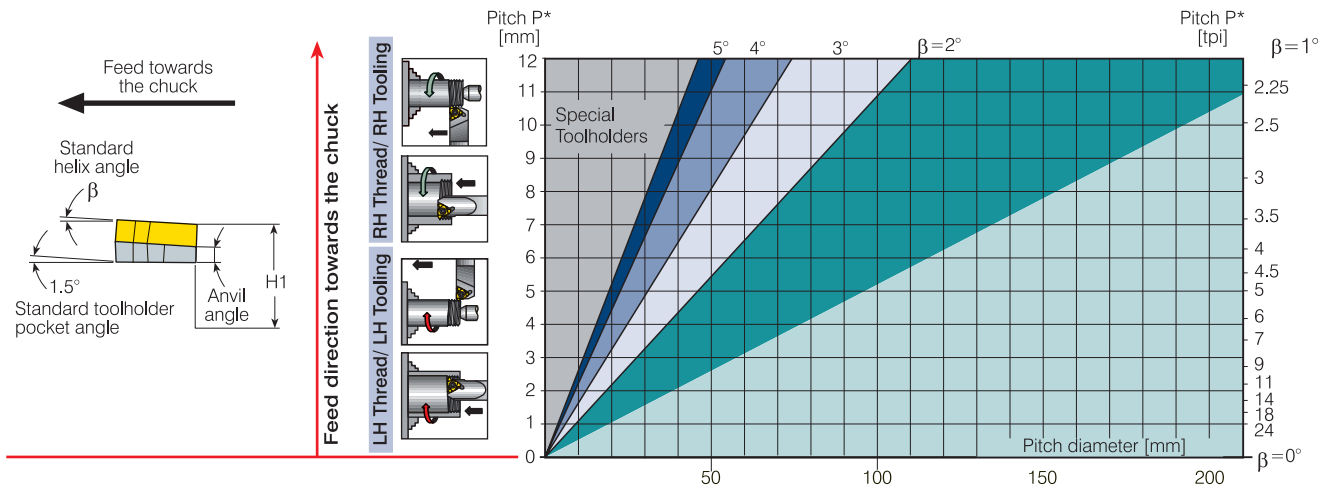 Feed towards
the chuck
Standard
helix angle
β
1.5°
Standard toolholder
pocket angle
Anvil
angle
H1
Feed direction towards the chuck
RH Thread/ RH Tooling
LH Thread/ LH Tooling
Pitch P*
[mm]
12
11
10
9
8
7
6
5
4
3
2
1
0
5°
4°
3°
β=2°
Pitch P*
[tpi]
β=1°
Special
Toolholders
2.25
2.5
3
3.5
4
4.5
5
6
7
9
11
14
18
24
β=0°
Pitch diameter [mm]
50
100
150
200